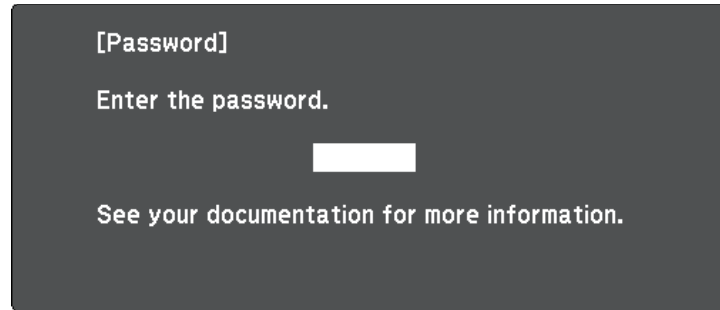 [Password]
Enter the password.
See your documentation for more information.